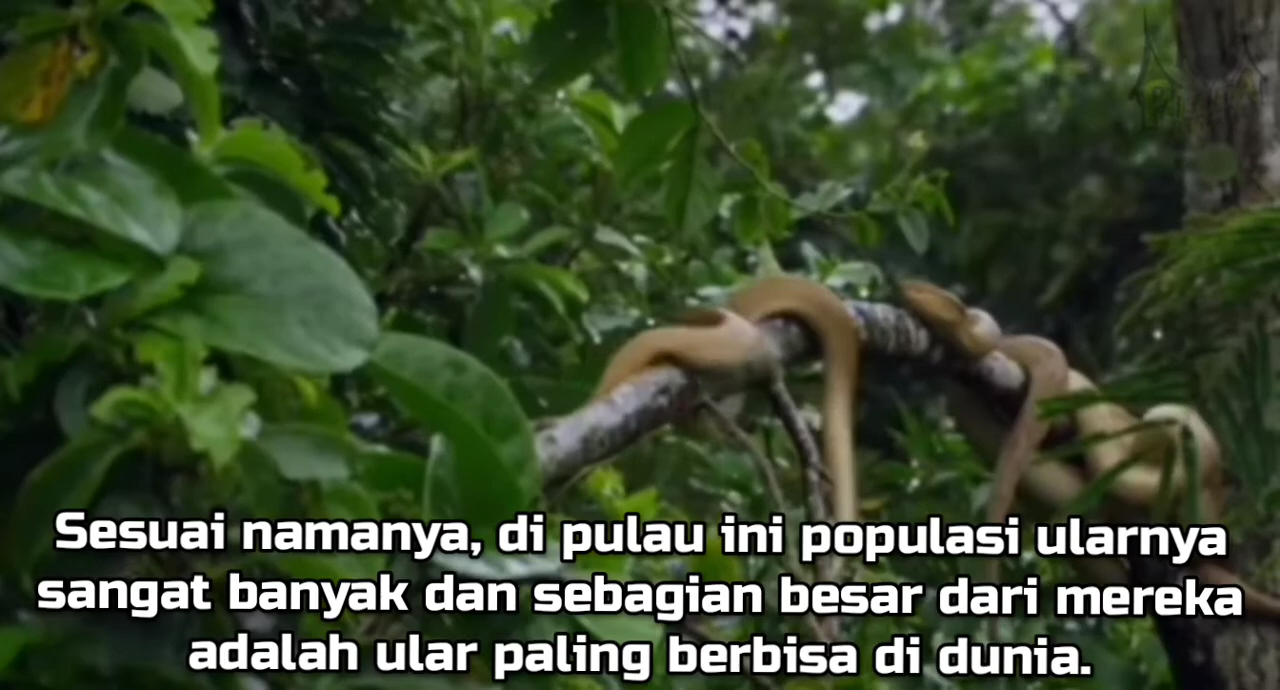 Sesuai namanya, di pulau ini populasi ularnya
sangat banyak dan sebagian besar dari mereka
adalah ular paling berbisa di dunia.